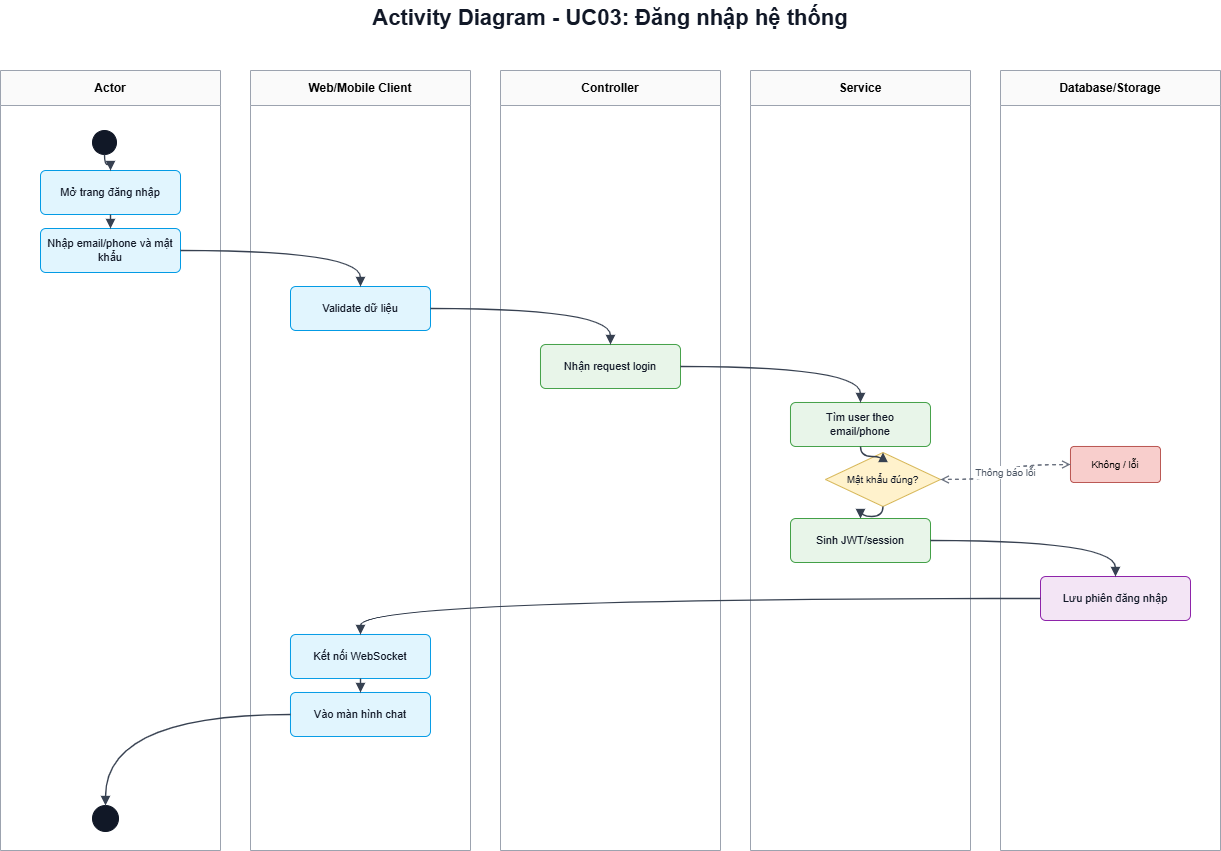 Activity Diagram - UC03: Đăng nhập hệ thống
Actor
Web/Mobile Client
Controller
Service
Database/Storage
Mở trang đăng nhập
Nhập email/phone và mật
khẩu
Validate dữ liệu
Nhận request login
Tìm user theo
email/phone
Mật khẩu đúng?
Thông báo lỗi
Không / lỗi
Sinh JWT/session
Lưu phiên đăng nhập
Kết nối WebSocket
Vào màn hình chat